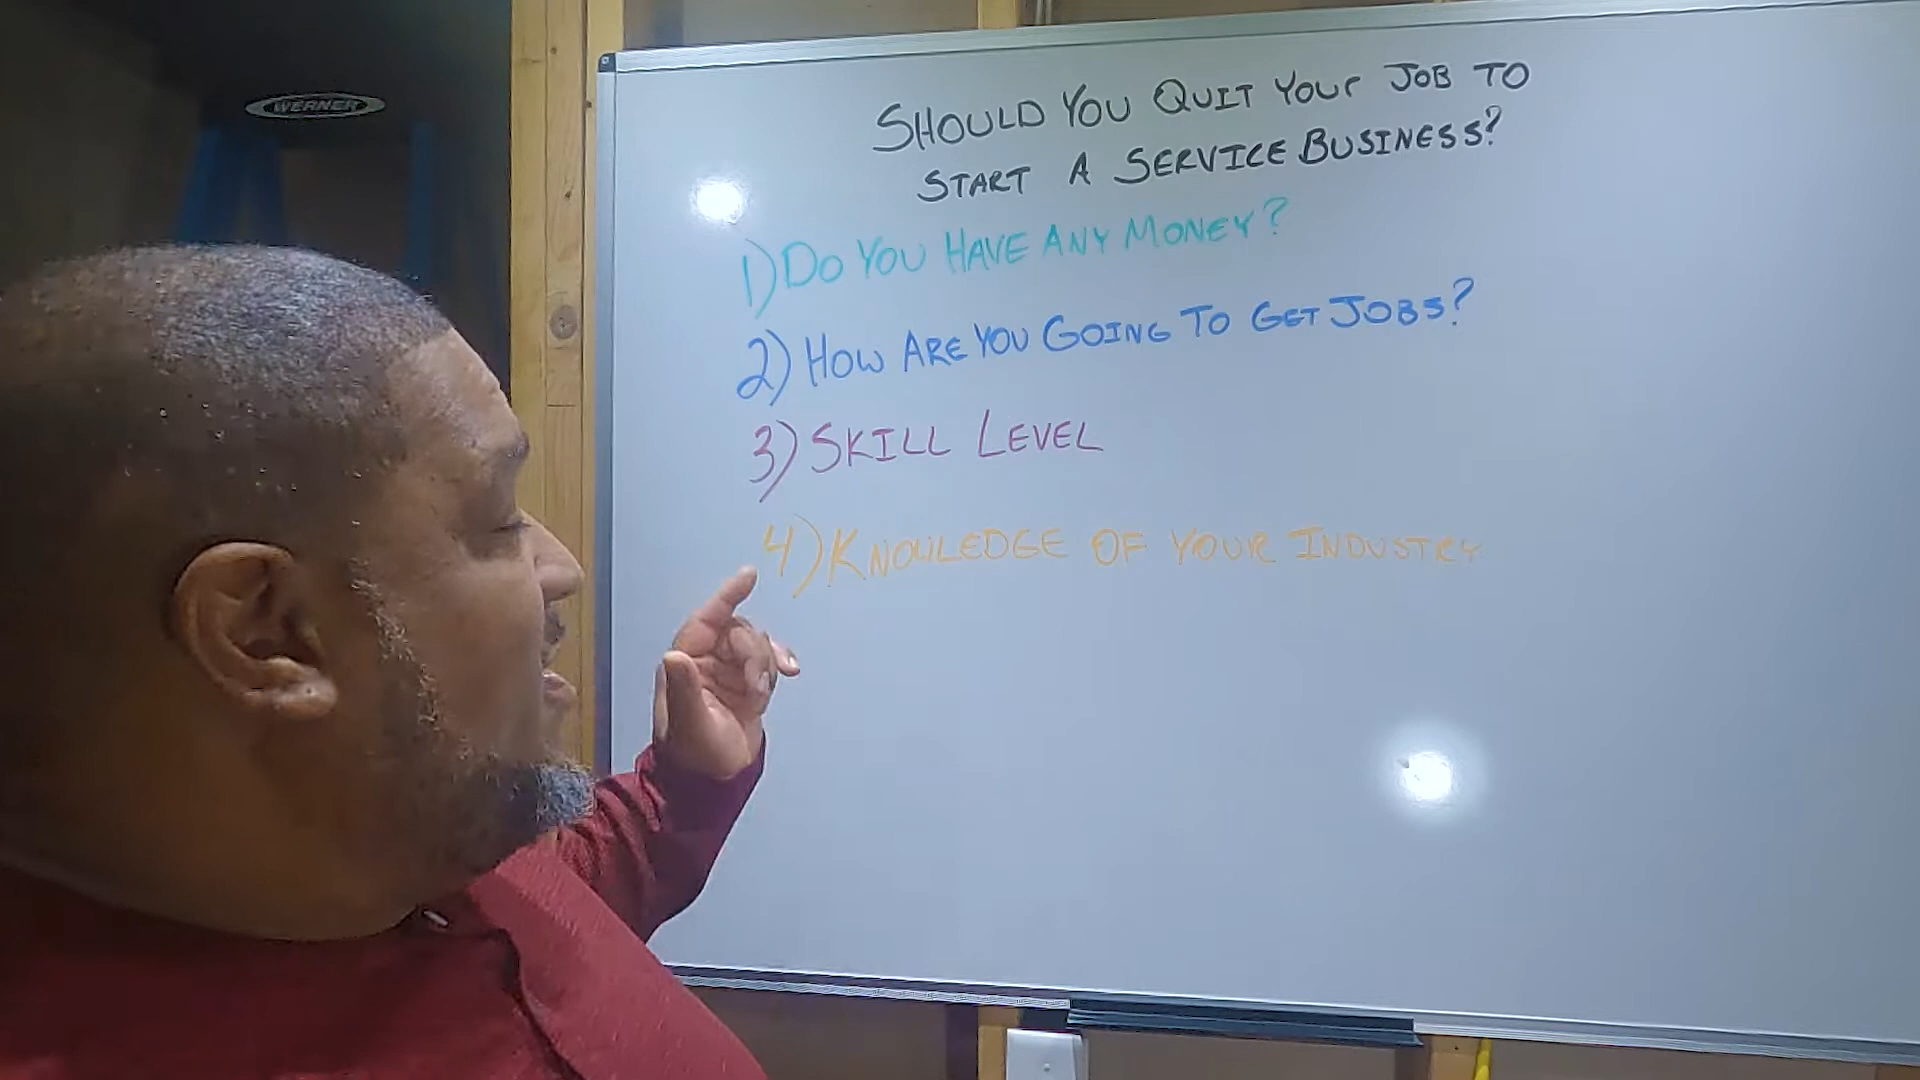 WERNER
SHOULD YOU QUIT YOUr JOB TO
START A SERVICE BUSINESS?
1) DO YOU HAVE ANY MONEY?
2) HOW ARE YOU GOING TO GET JOBS?
3) SKILL LEVEL
4) KNOWLEDGE OF YOUR INDUSTRY